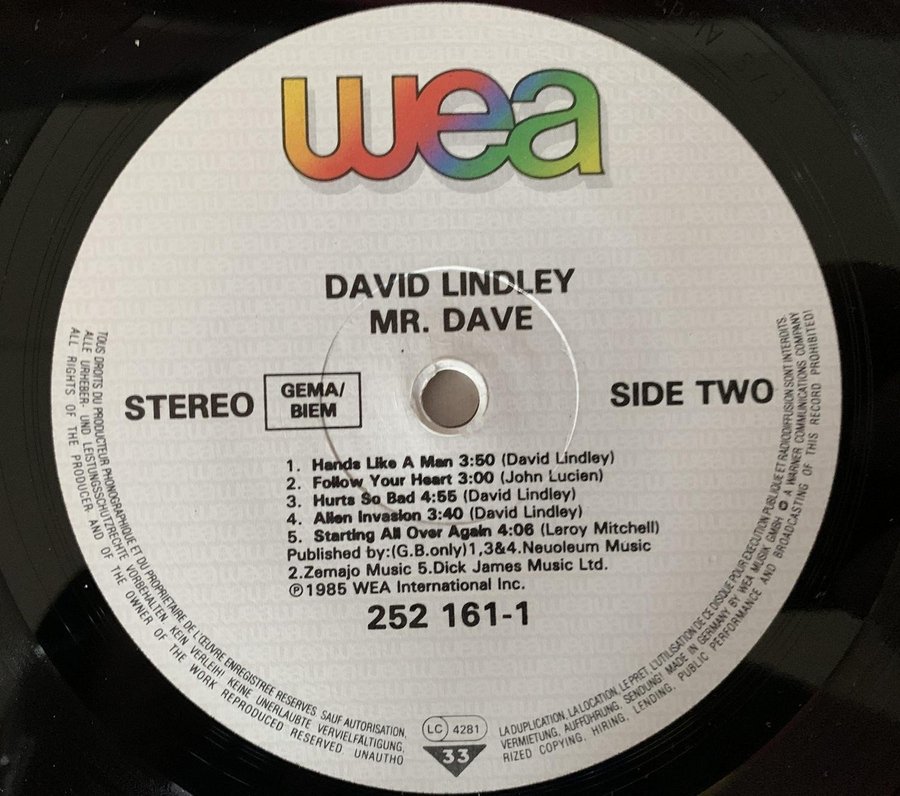 wea
DAVID LINDLEY
MR. DAVE
STEREO
GEMA/
BIEM
SIDE TWO
1. Hands Like A Man 3:50 (David Lindley)
2. Follow Your Heart 3:00 (John Lucien)
3. Hurts So Bad 4:55 (David Lindley)
4. Alien Invasion 3:40 (David Lindley)
5. Starting All Over Again 4:06 (Leroy Mitchell)
Published by:(G.B.only)1,3&4.Neuoleum Music
2.Zemajo Music 5.Dick James Music Ltd.
℗1985 WEA International Inc.
252 161-1
TOUS DROITS DU PRODUCTEUR PHONOGRAPHIQUE ET DU PROPRIETAIRE DE L'ŒUVRE ENREGISTREE RESERVES. SAUF AUTORISATION,
ALLE URHEBER- UND LEISTUNGSSCHUTZRECHTE VORBEHALTEN. KEIN VERLEIH! KEINE UNERLAUBTE VERVIELFÄLTIGUNG,
ALL RIGHTS OF THE PRODUCER AND OF THE OWNER OF THE WORK REPRODUCED RESERVED UNAUTHO
LC 4281
33
LA DUPLICATION, LA LOCATION, LE PRET, L'UTILISATION DE CE DISQUE POUR EXECUTION PUBLIQUE ET RADIODIFFUSION SONT INTERDITS.
VERMIETUNG, AUFFÜHRUNG, SENDUNG! MADE IN GERMANY BY WEA MUSIK GMBH A WARNER COMMUNICATIONS COMPANY
RIZED COPYING, HIRING, LENDING, PUBLIC PERFORMANCE AND BROADCASTING OF THIS RECORD PROHIBITED!